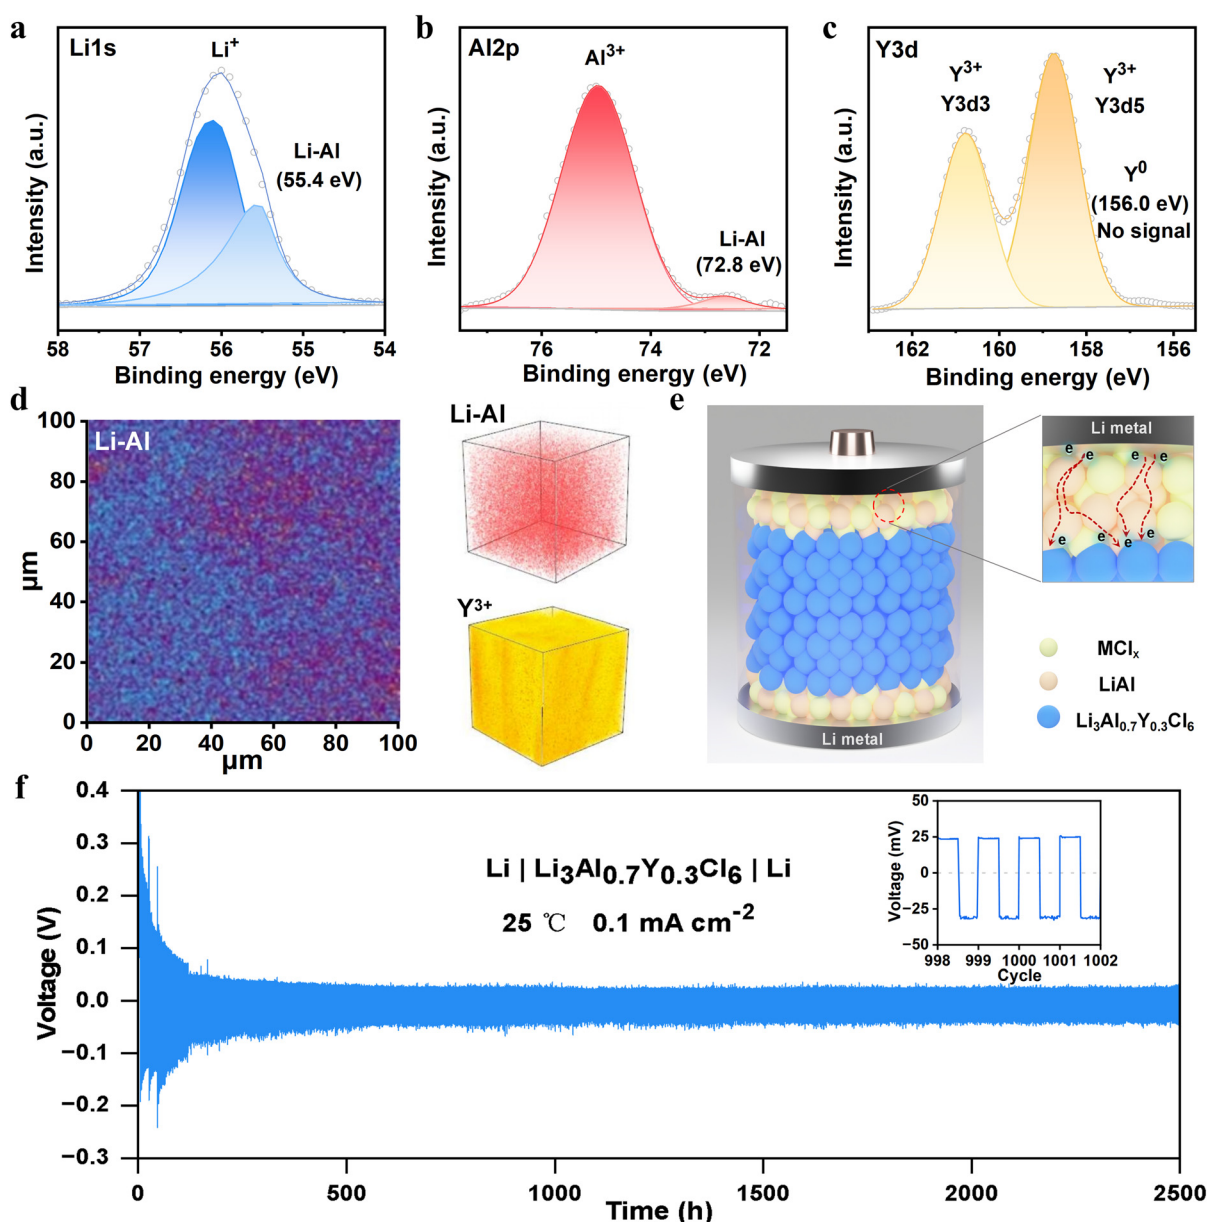 a
Li1s
Li⁺
Li-Al
(55.4 eV)
Intensity (a.u.)
58 57 56 55 54
Binding energy (eV)
b
Al2p
Al³⁺
Li-Al
(72.8 eV)
Intensity (a.u.)
76 74 72
Binding energy (eV)
c
Y3d
Y³⁺
Y3d3
Y³⁺
Y3d5
Y⁰
(156.0 eV)
No signal
Intensity (a.u.)
162 160 158 156
Binding energy (eV)
d
Li-Al
100
80
60
40
20
0
μm
0 20 40 60 80 100
μm
Li-Al
Y³⁺
e
Li metal
Li metal
e e e e
e e e
MClₓ
LiAl
Li₃Al₀.₇Y₀.₃Cl₆
f
0.4
0.3
0.2
0.1
0.0
−0.1
−0.2
−0.3
Voltage (V)
Li | Li₃Al₀.₇Y₀.₃Cl₆ | Li
25 ℃ 0.1 mA cm⁻²
50
25
0
−25
−50
Voltage (mV)
998 999 1000 1001 1002
Cycle
0 500 1000 1500 2000 2500
Time (h)